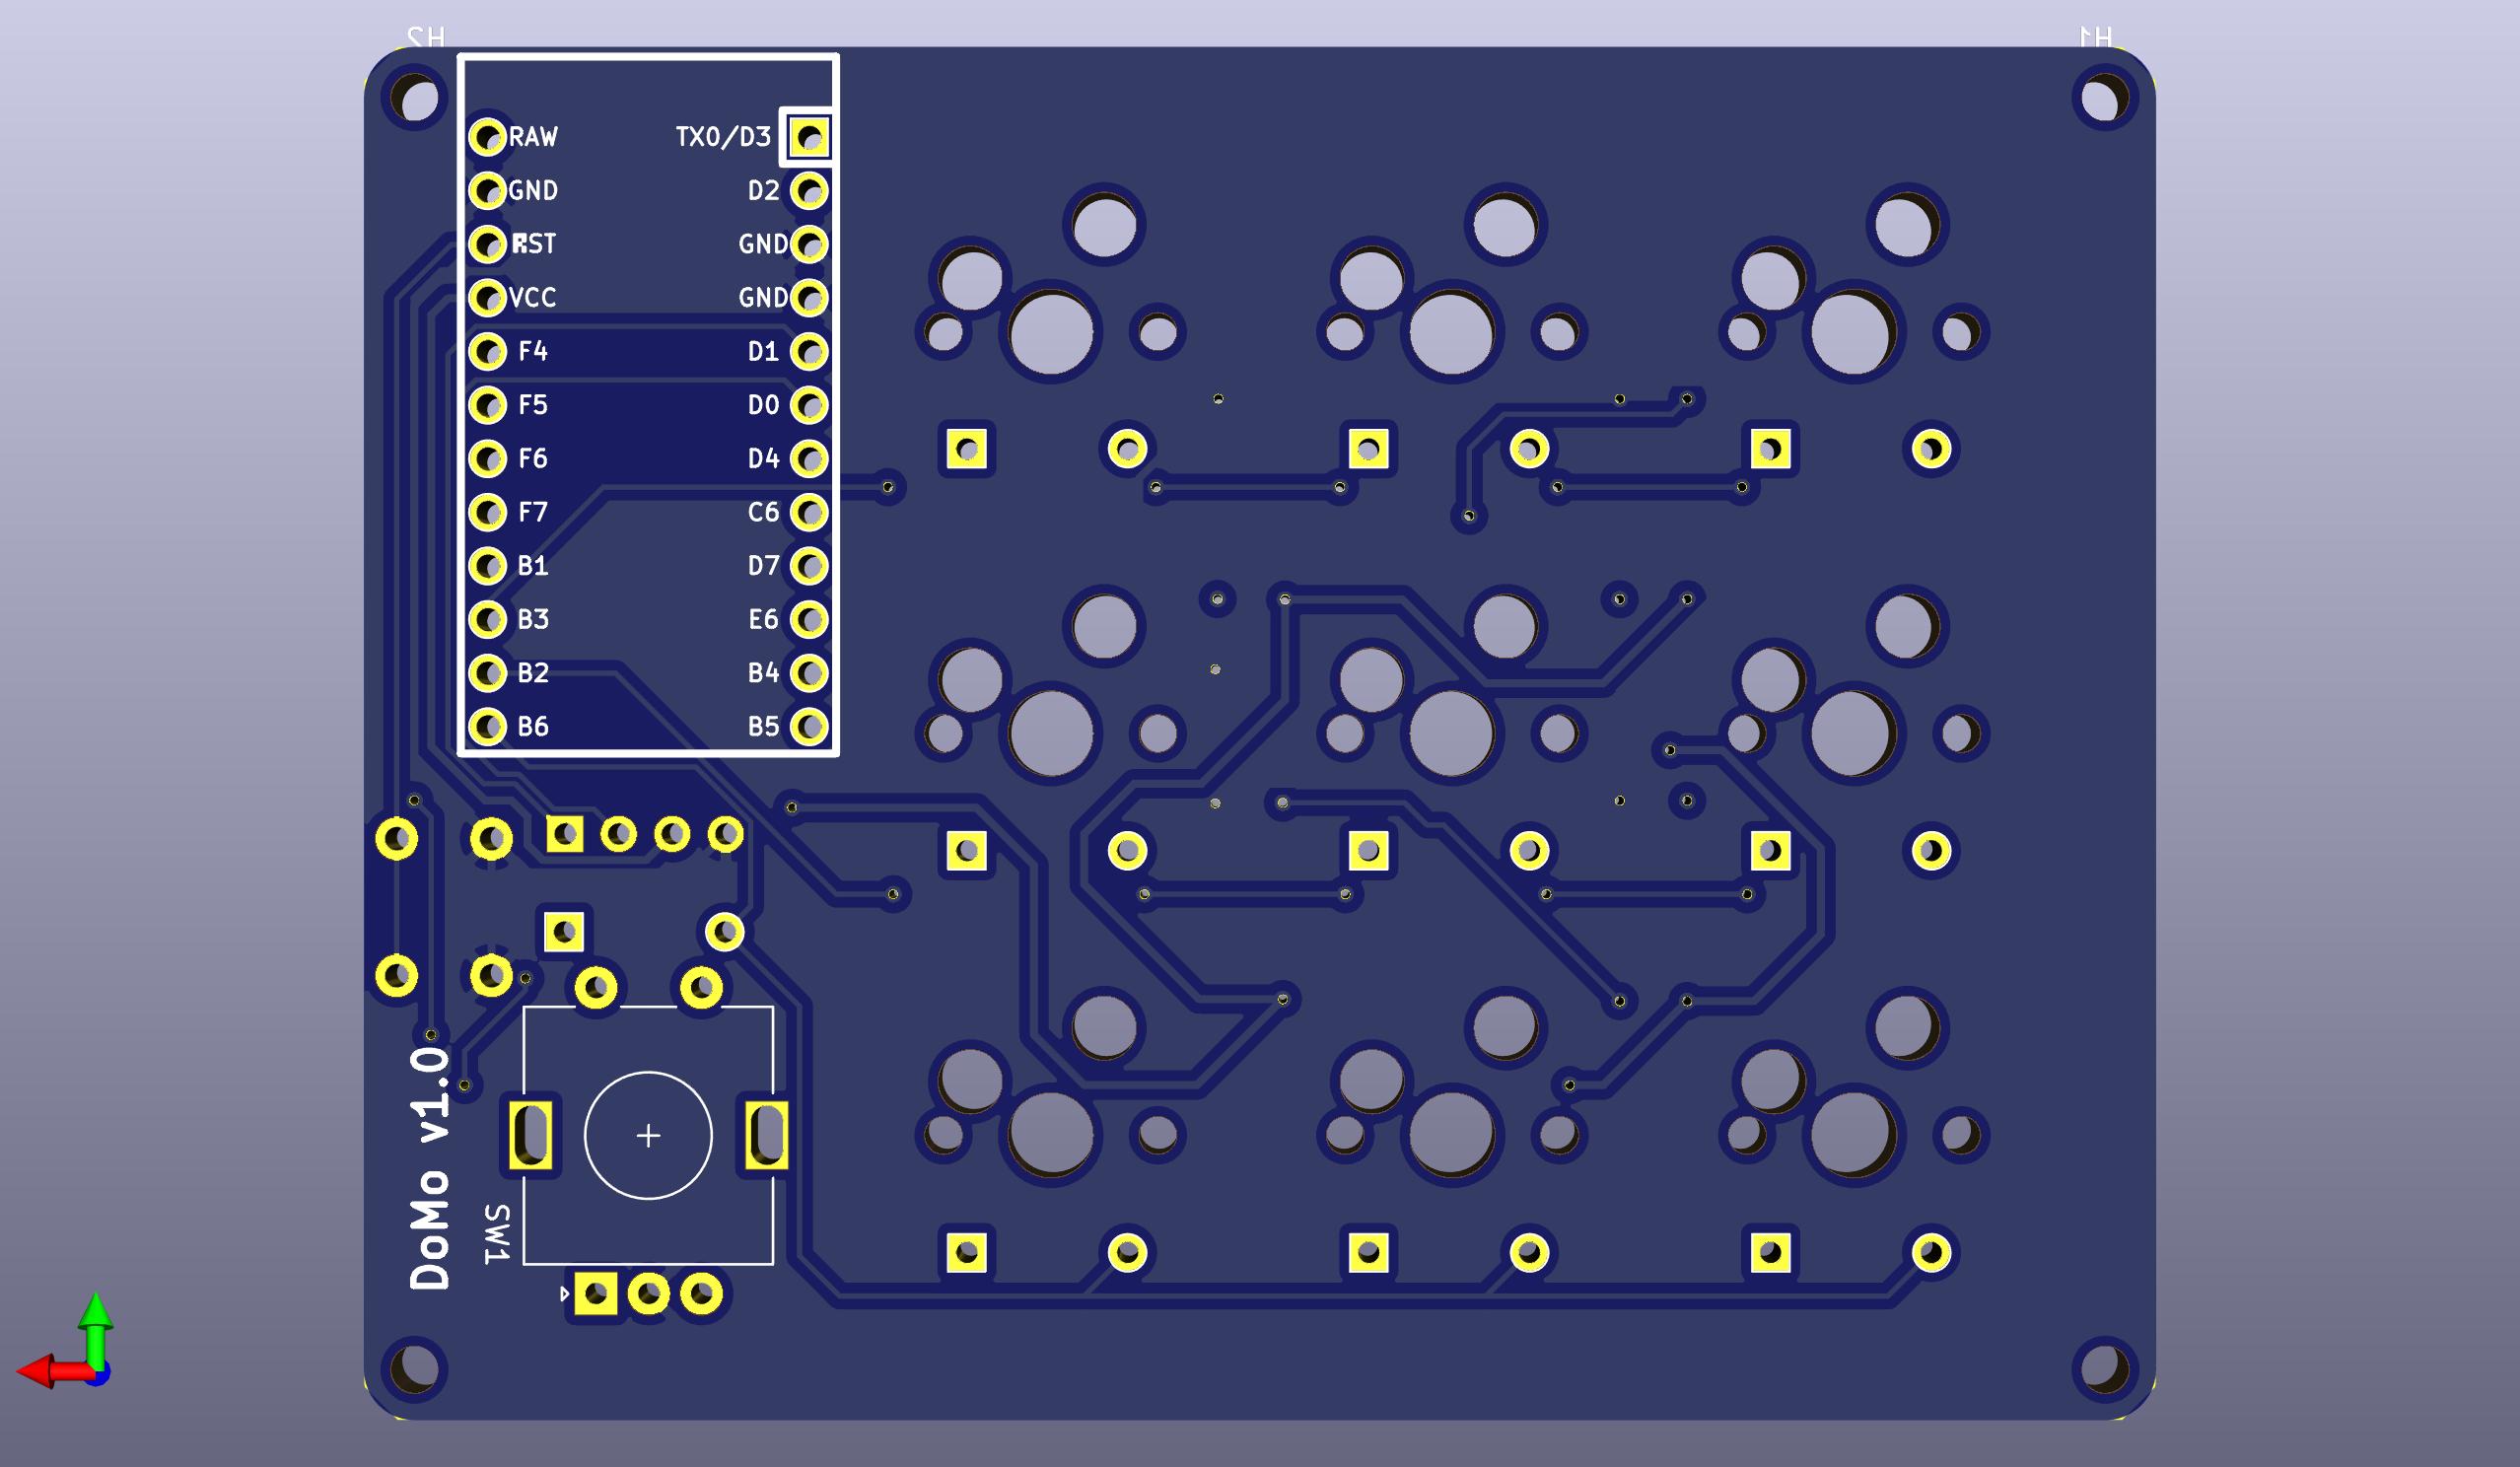 H2
H1
RAW TX0/D3
GND D2
RST GND
VCC GND
F4 D1
F5 D0
F6 D4
F7 C6
B1 D7
B3 E6
B2 B4
B6 B5
DoMo v1.0
SW1